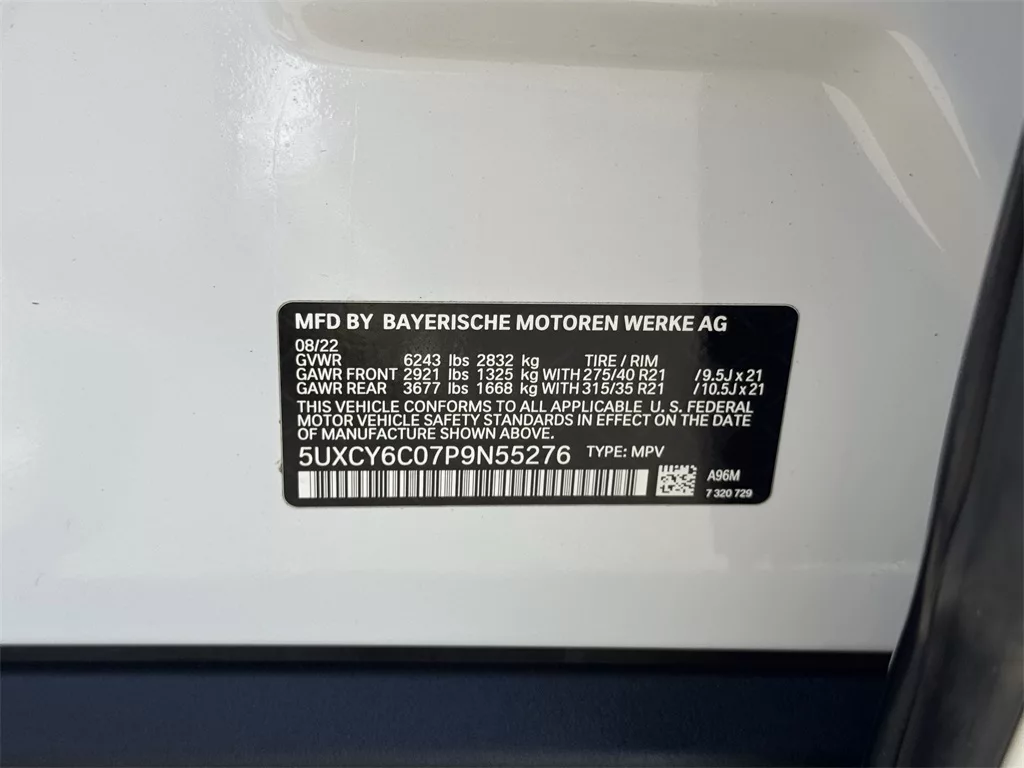 MFD BY BAYERISCHE MOTOREN WERKE AG
08/22
GVWR 6243 lbs 2832 kg TIRE / RIM
GAWR FRONT 2921 lbs 1325 kg WITH 275/40 R21 /9.5J x 21
GAWR REAR 3677 lbs 1668 kg WITH 315/35 R21 /10.5J x 21
THIS VEHICLE CONFORMS TO ALL APPLICABLE U. S. FEDERAL
MOTOR VEHICLE SAFETY STANDARDS IN EFFECT ON THE DATE
OF MANUFACTURE SHOWN ABOVE.
5UXCY6C07P9N55276 TYPE: MPV
A96M
7 320 729